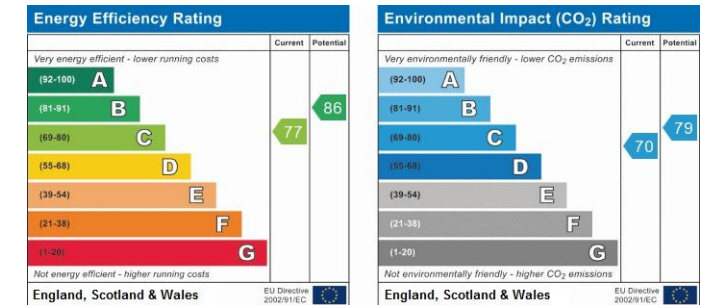 Energy Efficiency Rating
Current Potential
Very energy efficient - lower running costs
(92-100) A
(81-91) B
86
(69-80) C
77
(55-68) D
(39-54) E
(21-38) F
(1-20) G
Not energy efficient - higher running costs
England, Scotland & Wales
EU Directive
2002/91/EC
Environmental Impact (CO₂) Rating
Current Potential
Very environmentally friendly - lower CO₂ emissions
(92-100) A
(81-91) B
(69-80) C
79
70
(55-68) D
(39-54) E
(21-38) F
(1-20) G
Not environmentally friendly - higher CO₂ emissions
England, Scotland & Wales
EU Directive
2002/91/EC